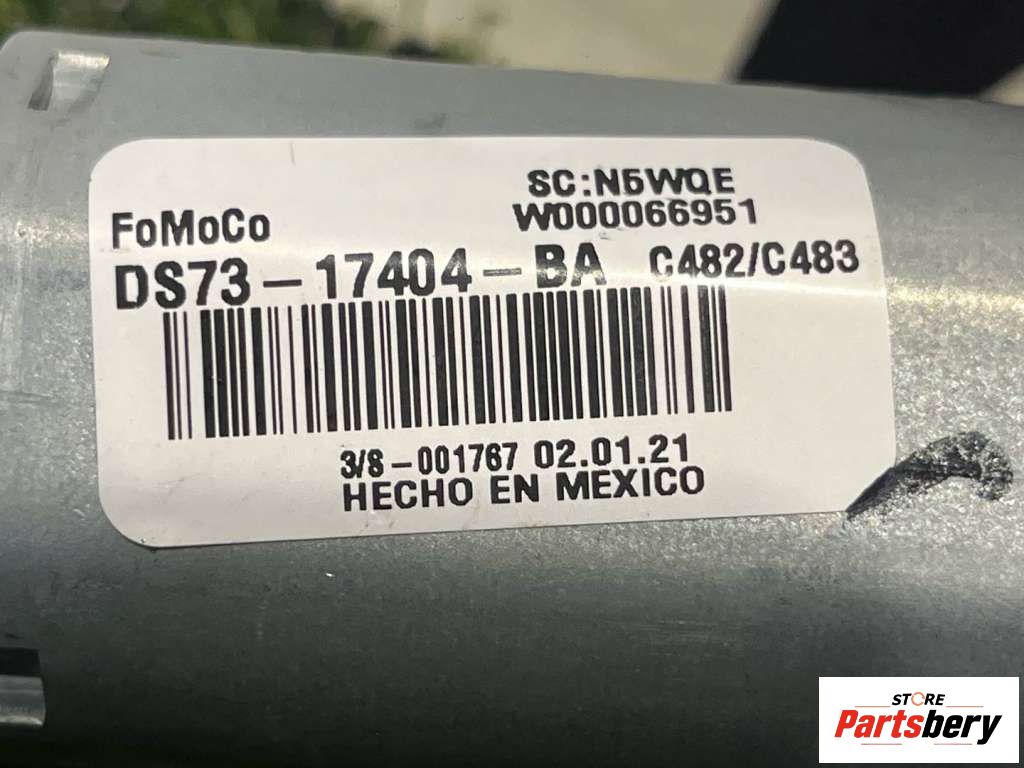 SC:N5WQE
W000066951
FoMoCo
DS73-17404-BA C482/C483
3/8-001767 02.01.21
HECHO EN MEXICO
STORE
Partsbery